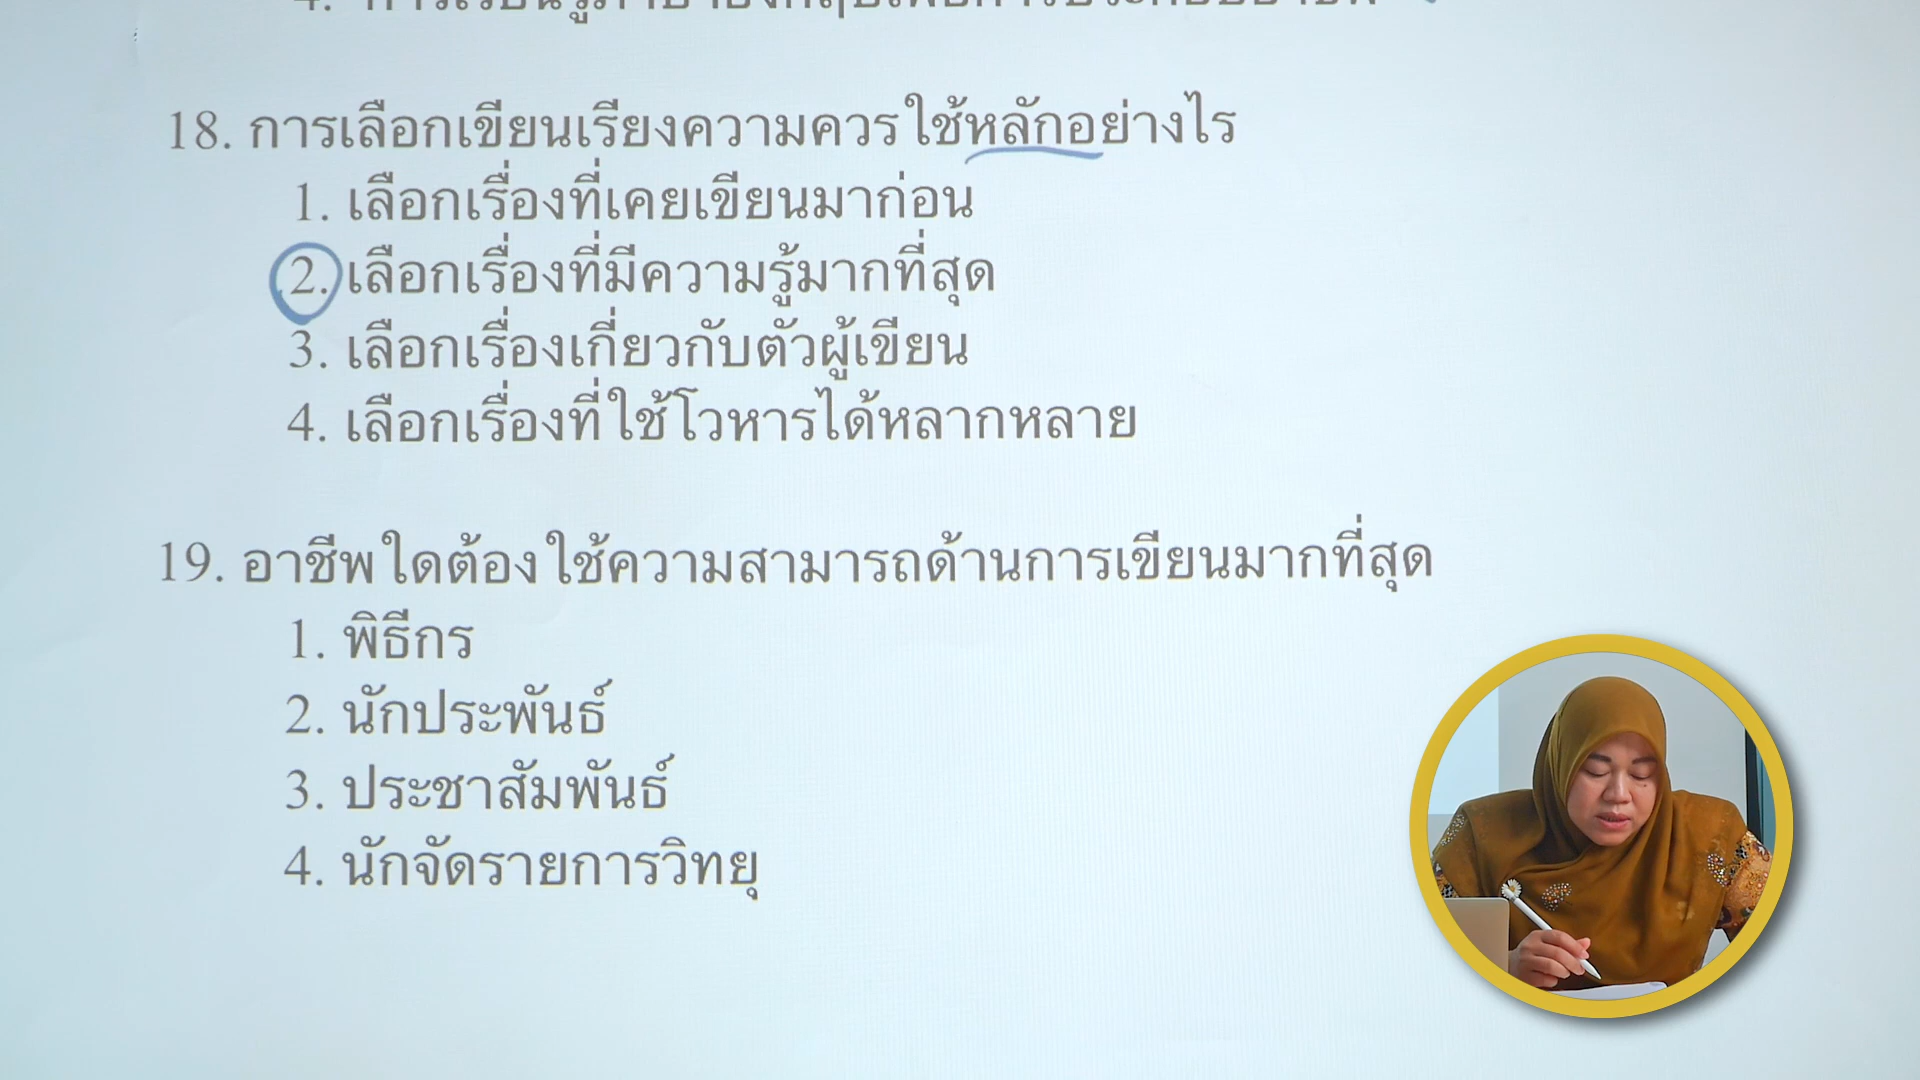 18. การเลือกเขียนเรียงความควรใช้หลักอย่างไร
1. เลือกเรื่องที่เคยเขียนมาก่อน
2. เลือกเรื่องที่มีความรู้มากที่สุด
3. เลือกเรื่องเกี่ยวกับตัวผู้เขียน
4. เลือกเรื่องที่ใช้โวหารได้หลากหลาย
19. อาชีพใดต้องใช้ความสามารถด้านการเขียนมากที่สุด
1. พิธีกร
2. นักประพันธ์
3. ประชาสัมพันธ์
4. นักจัดรายการวิทยุ